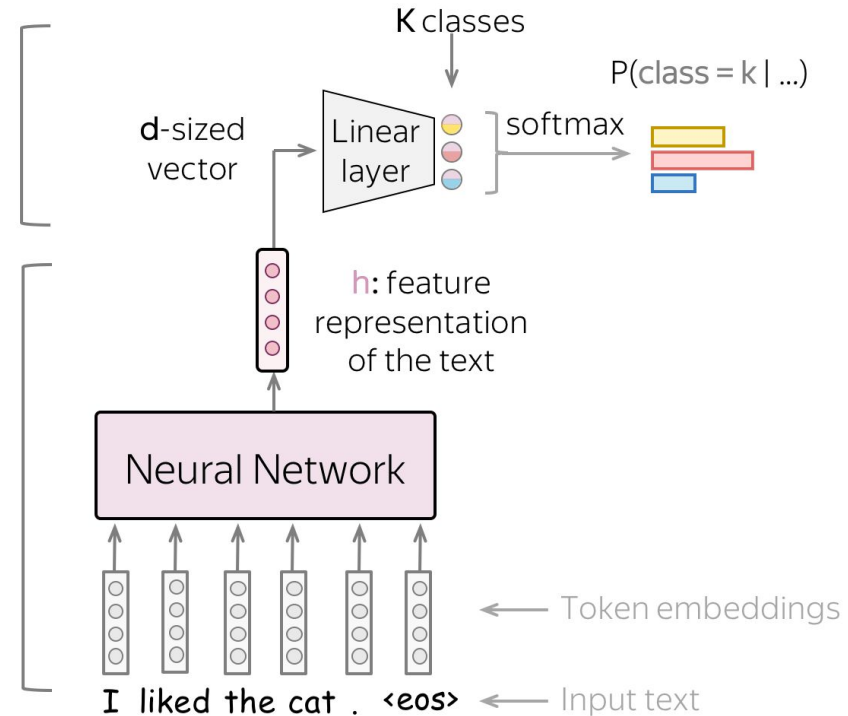 K classes
P(class = k | ...)
d-sized
vector
Linear
layer
softmax
h: feature
representation
of the text
Neural Network
Token embeddings
I liked the cat . <eos>
Input text